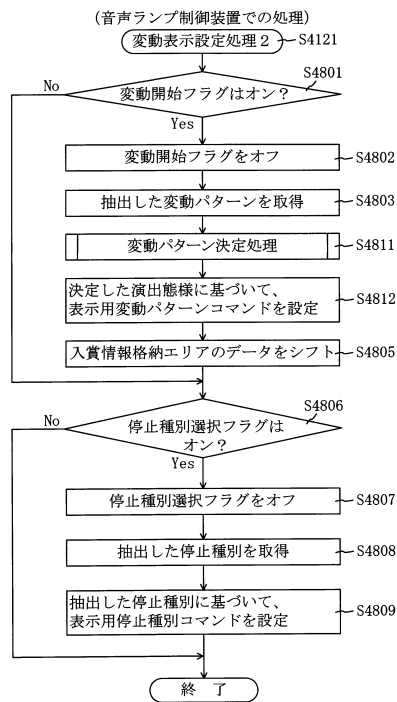 (音声ランプ制御装置での処理)
変動表示設定処理2
S4121
S4801
No
変動開始フラグはオン?
Yes
変動開始フラグをオフ
S4802
抽出した変動パターンを取得
S4803
変動パターン決定処理
S4811
決定した演出態様に基づいて、
表示用変動パターンコマンドを設定
S4812
入賞情報格納エリアのデータをシフト
S4805
S4806
No
停止種別選択フラグは
オン?
Yes
停止種別選択フラグをオフ
S4807
抽出した停止種別を取得
S4808
抽出した停止種別に基づいて、
表示用停止種別コマンドを設定
S4809
終 了